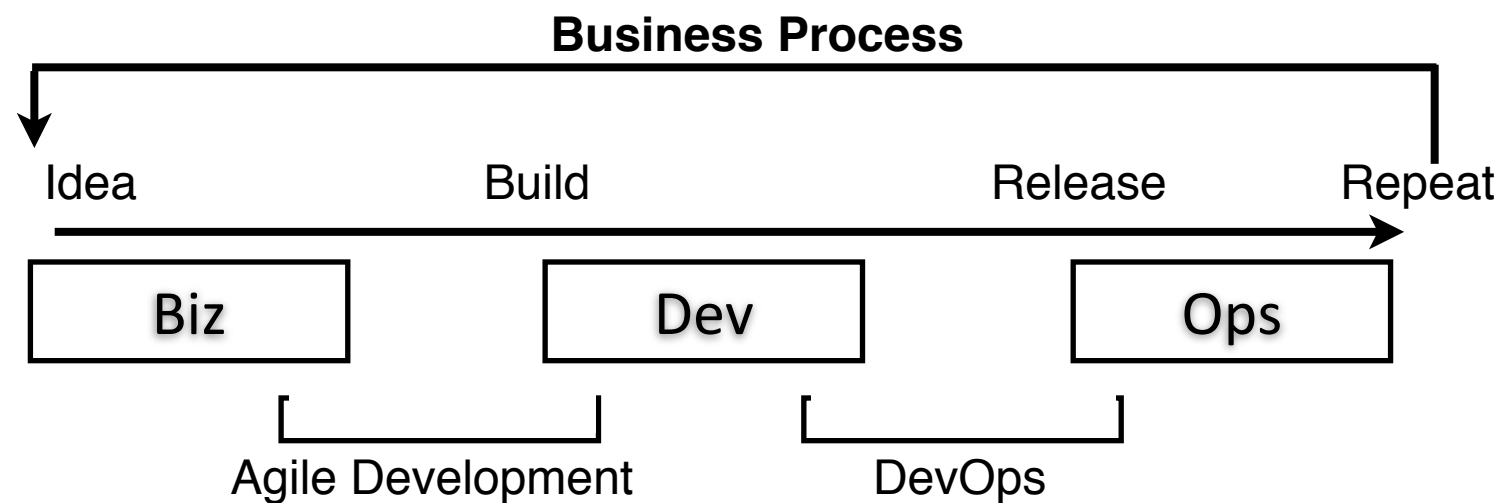 Business Process
Idea Build Release Repeat
Biz Dev Ops
Agile Development DevOps